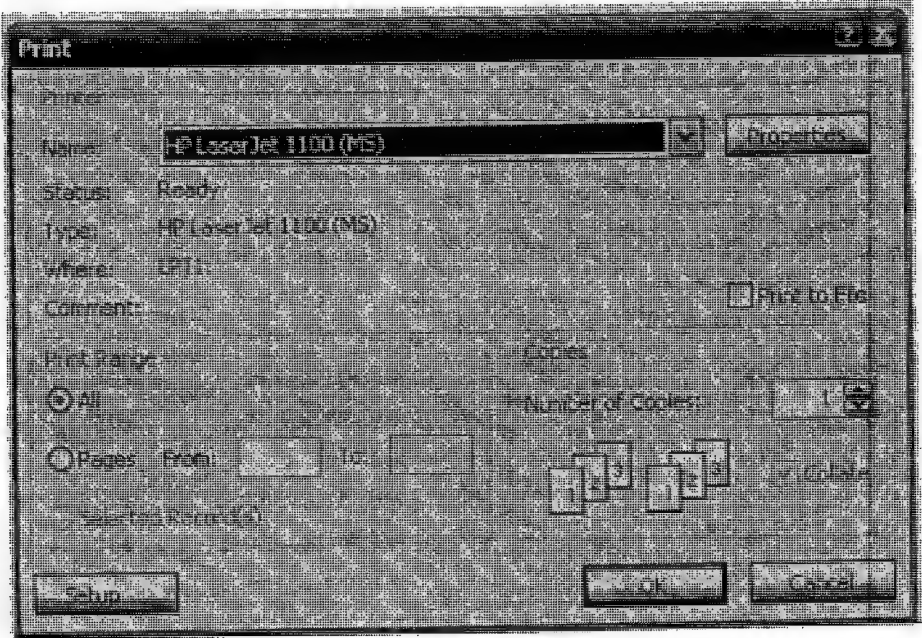 Print
Printer
Name: HP LaserJet 1100 (MS) Properties
Status: Ready
Type: HP LaserJet 1100 (MS)
Where: LPT1:
Comment: Print to File
Print Range Copies
All Number of Copies: 1
Pages From: To: 1 2 3 1 2 3 Collate
Selected Record(s)
Setup... OK Cancel